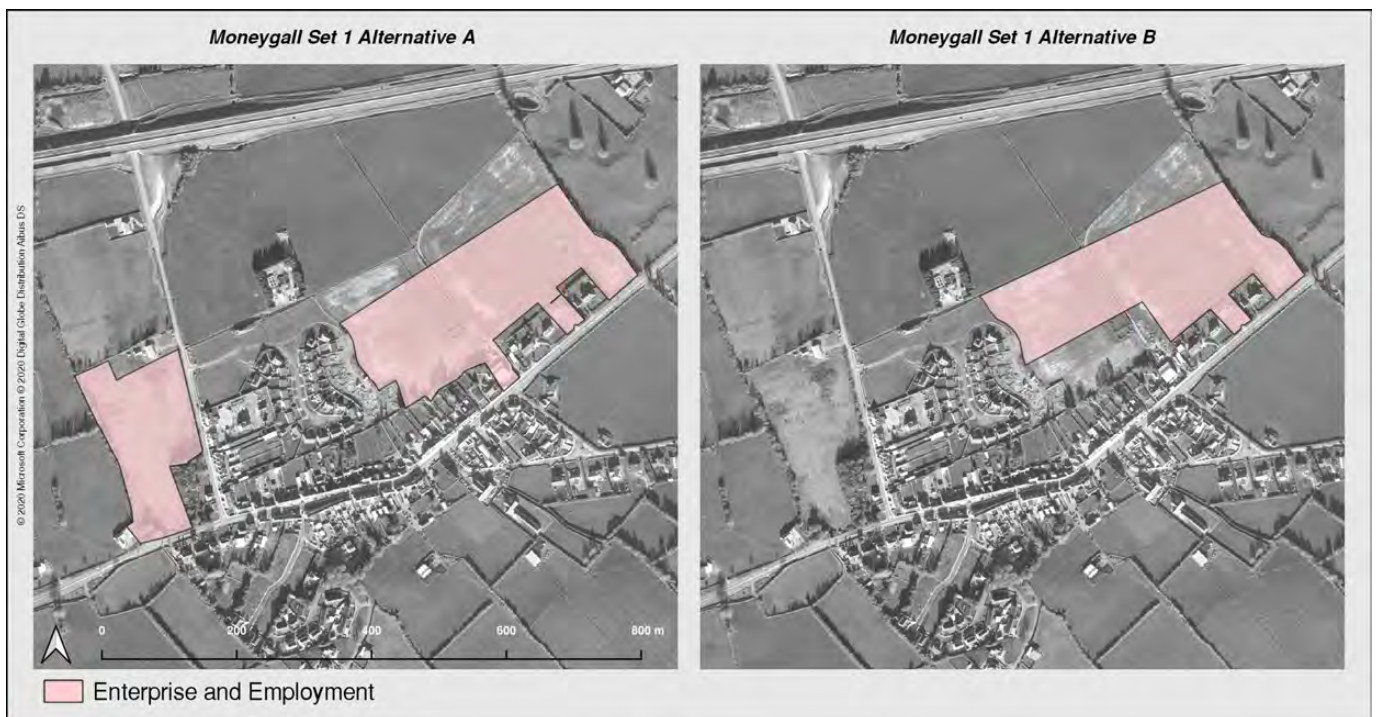 Moneygall Set 1 Alternative A
Moneygall Set 1 Alternative B
© 2020 Microsoft Corporation © 2020 Digital Globe Distribution Aibus DS
0 200 400 600 800 m
Enterprise and Employment